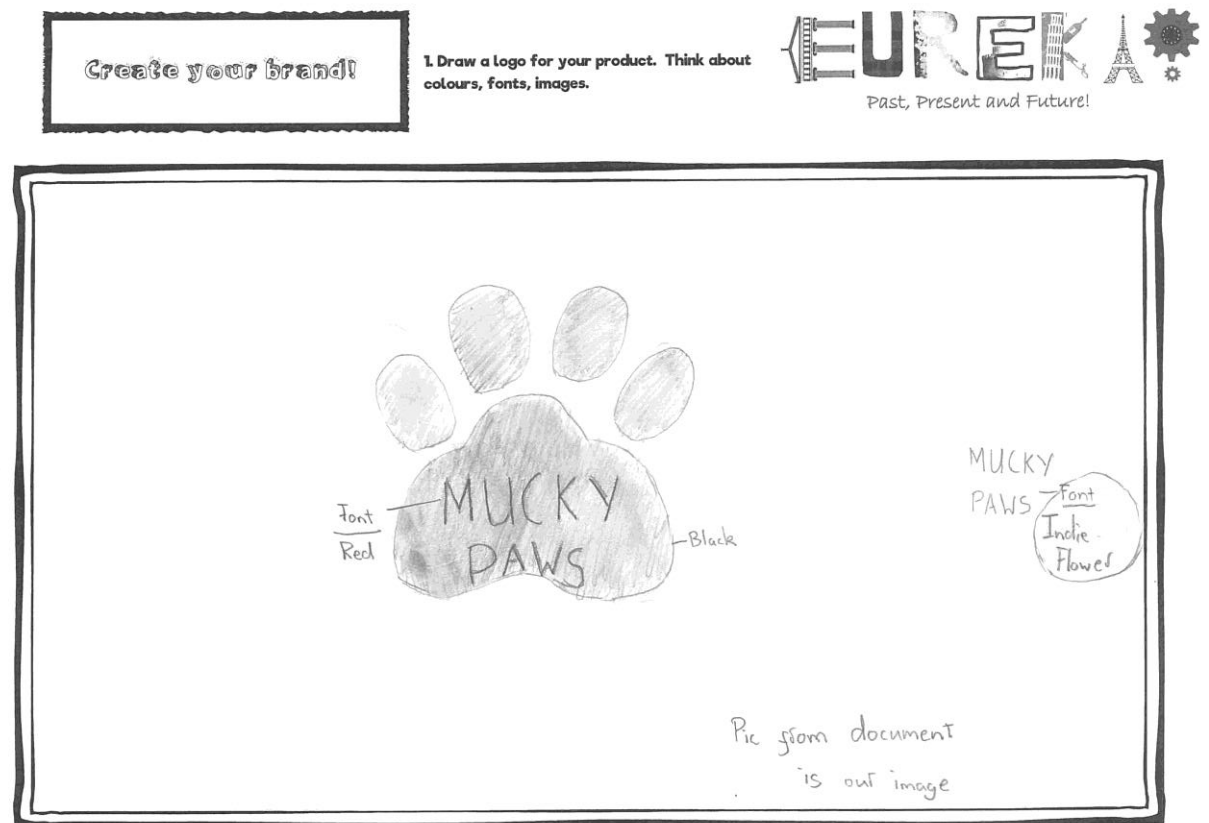 Create your brand!
1. Draw a logo for your product. Think about
colours, fonts, images.
EUREKA!
Past, Present and Future!
MUCKY
PAWS
Font
Red
Black
MUCKY
PAWS
Font
Indie
Flower
Pic from document
is our image